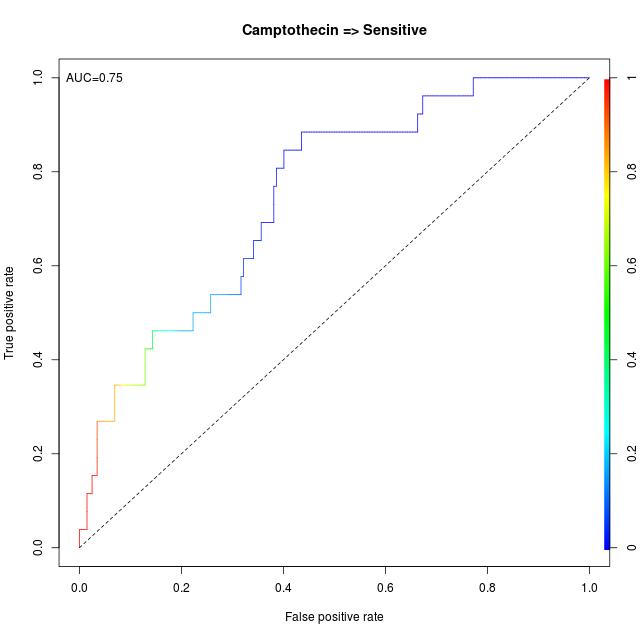 Camptothecin => Sensitive
AUC=0.75
True positive rate
1.0
0.8
0.6
0.4
0.2
0.0
0.0 0.2 0.4 0.6 0.8 1.0
False positive rate
1
0.8
0.6
0.4
0.2
0